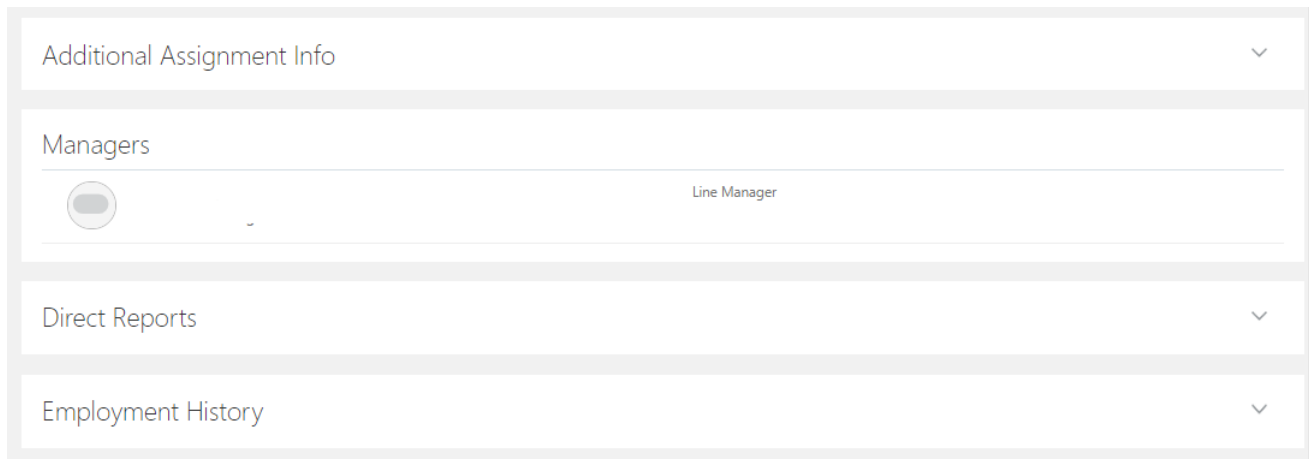 Additional Assignment Info
Managers
Line Manager
Direct Reports
Employment History